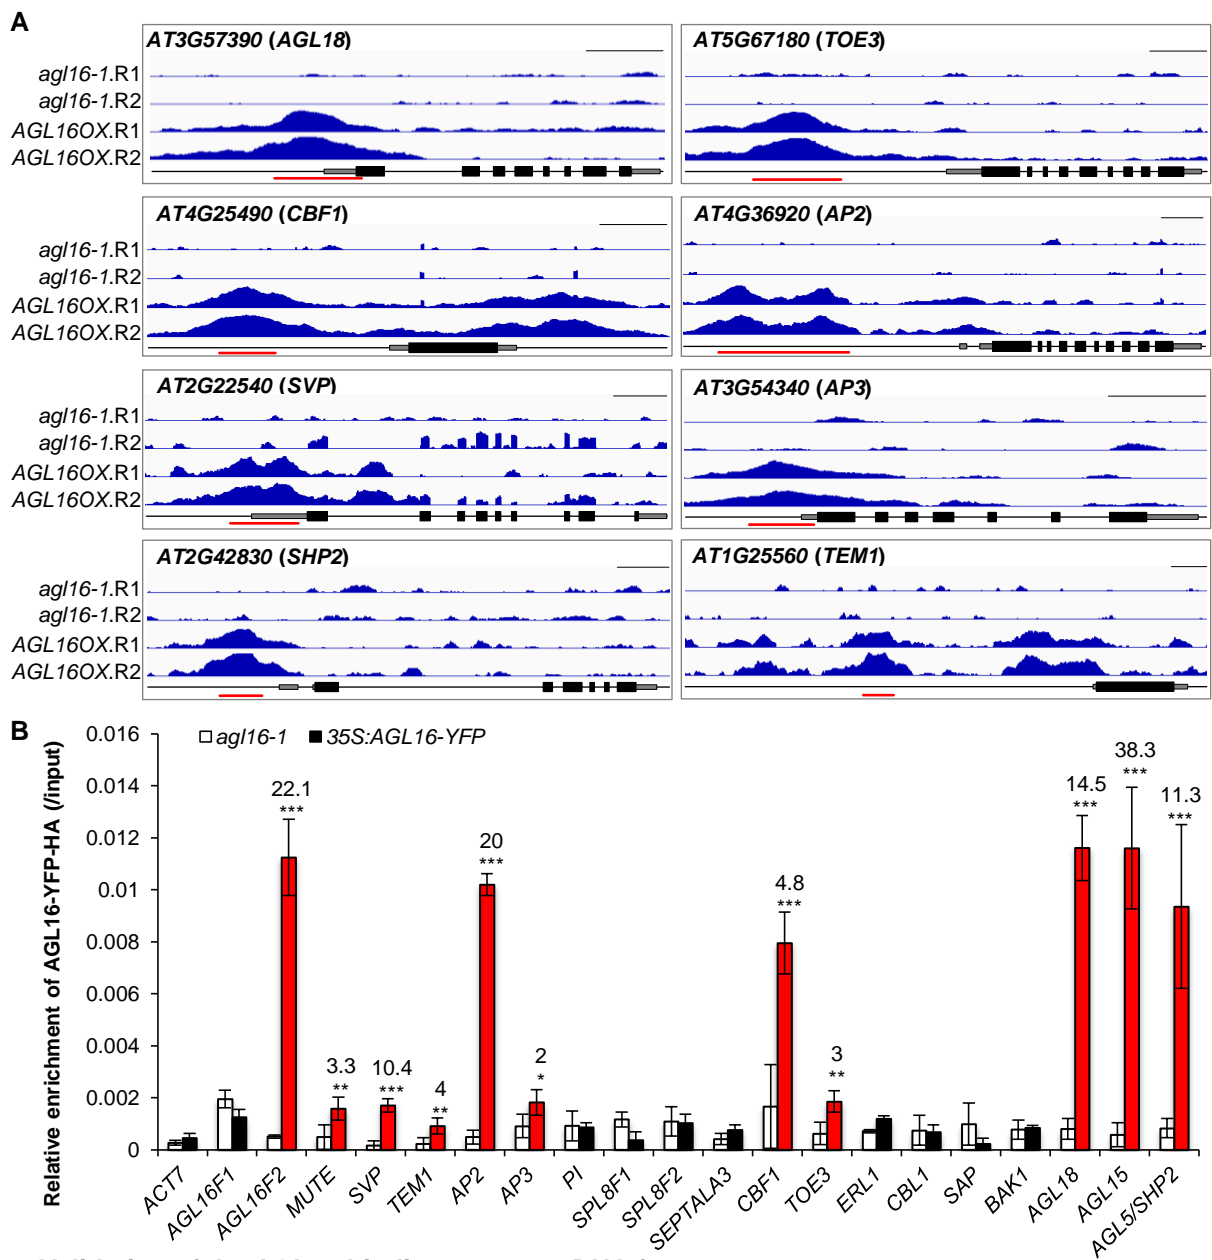 A
AT3G57390 (AGL18)
agl16-1.R1
agl16-1.R2
AGL16OX.R1
AGL16OX.R2
AT5G67180 (TOE3)
AT4G25490 (CBF1)
agl16-1.R1
agl16-1.R2
AGL16OX.R1
AGL16OX.R2
AT4G36920 (AP2)
AT2G22540 (SVP)
agl16-1.R1
agl16-1.R2
AGL16OX.R1
AGL16OX.R2
AT3G54340 (AP3)
AT2G42830 (SHP2)
agl16-1.R1
agl16-1.R2
AGL16OX.R1
AGL16OX.R2
AT1G25560 (TEM1)
B
Relative enrichment of AGL16-YFP-HA (/input)
0.016
0.014
0.012
0.01
0.008
0.006
0.004
0.002
0
agl16-1
35S:AGL16-YFP
22.1
***
3.3
**
10.4
***
4
**
20
***
2
*
4.8
***
3
**
14.5
***
38.3
***
11.3
***
ACT7
AGL16F1
AGL16F2
MUTE
SVP
TEM1
AP2
AP3
PI
SPL8F1
SPL8F2
SEPTALA3
CBF1
TOE3
ERL1
CBL1
SAP
BAK1
AGL18
AGL15
AGL5/SHP2